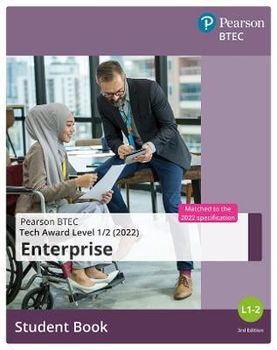 Pearson
BTEC
Pearson BTEC
Tech Award Level 1/2 (2022)
Matched to the
2022 specification
Enterprise
L1-2
Student Book
3rd Edition